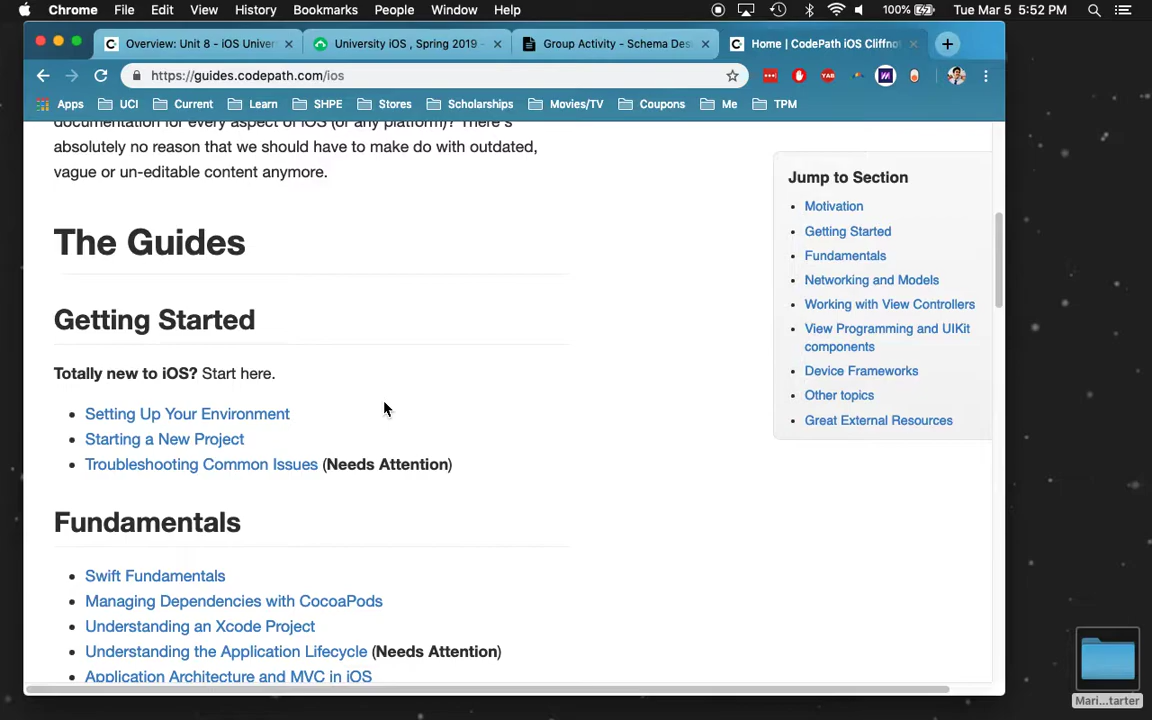 Chrome File Edit View History Bookmarks People Window Help 100% Tue Mar 5 5:52 PM
Overview: Unit 8 - iOS Univer
University iOS , Spring 2019 -
Group Activity - Schema Des
Home | CodePath iOS Cliffnot
https://guides.codepath.com/ios
Apps UCI Current Learn SHPE Stores Scholarships Movies/TV Coupons Me TPM
documentation for every aspect of iOS (or any platform)? There's
absolutely no reason that we should have to make do with outdated,
vague or un-editable content anymore.
The Guides
Getting Started
Totally new to iOS? Start here.
Setting Up Your Environment
Starting a New Project
Troubleshooting Common Issues (Needs Attention)
Fundamentals
Swift Fundamentals
Managing Dependencies with CocoaPods
Understanding an Xcode Project
Understanding the Application Lifecycle (Needs Attention)
Application Architecture and MVC in iOS
Jump to Section
Motivation
Getting Started
Fundamentals
Networking and Models
Working with View Controllers
View Programming and UIKit
components
Device Frameworks
Other topics
Great External Resources
Mari...tarter